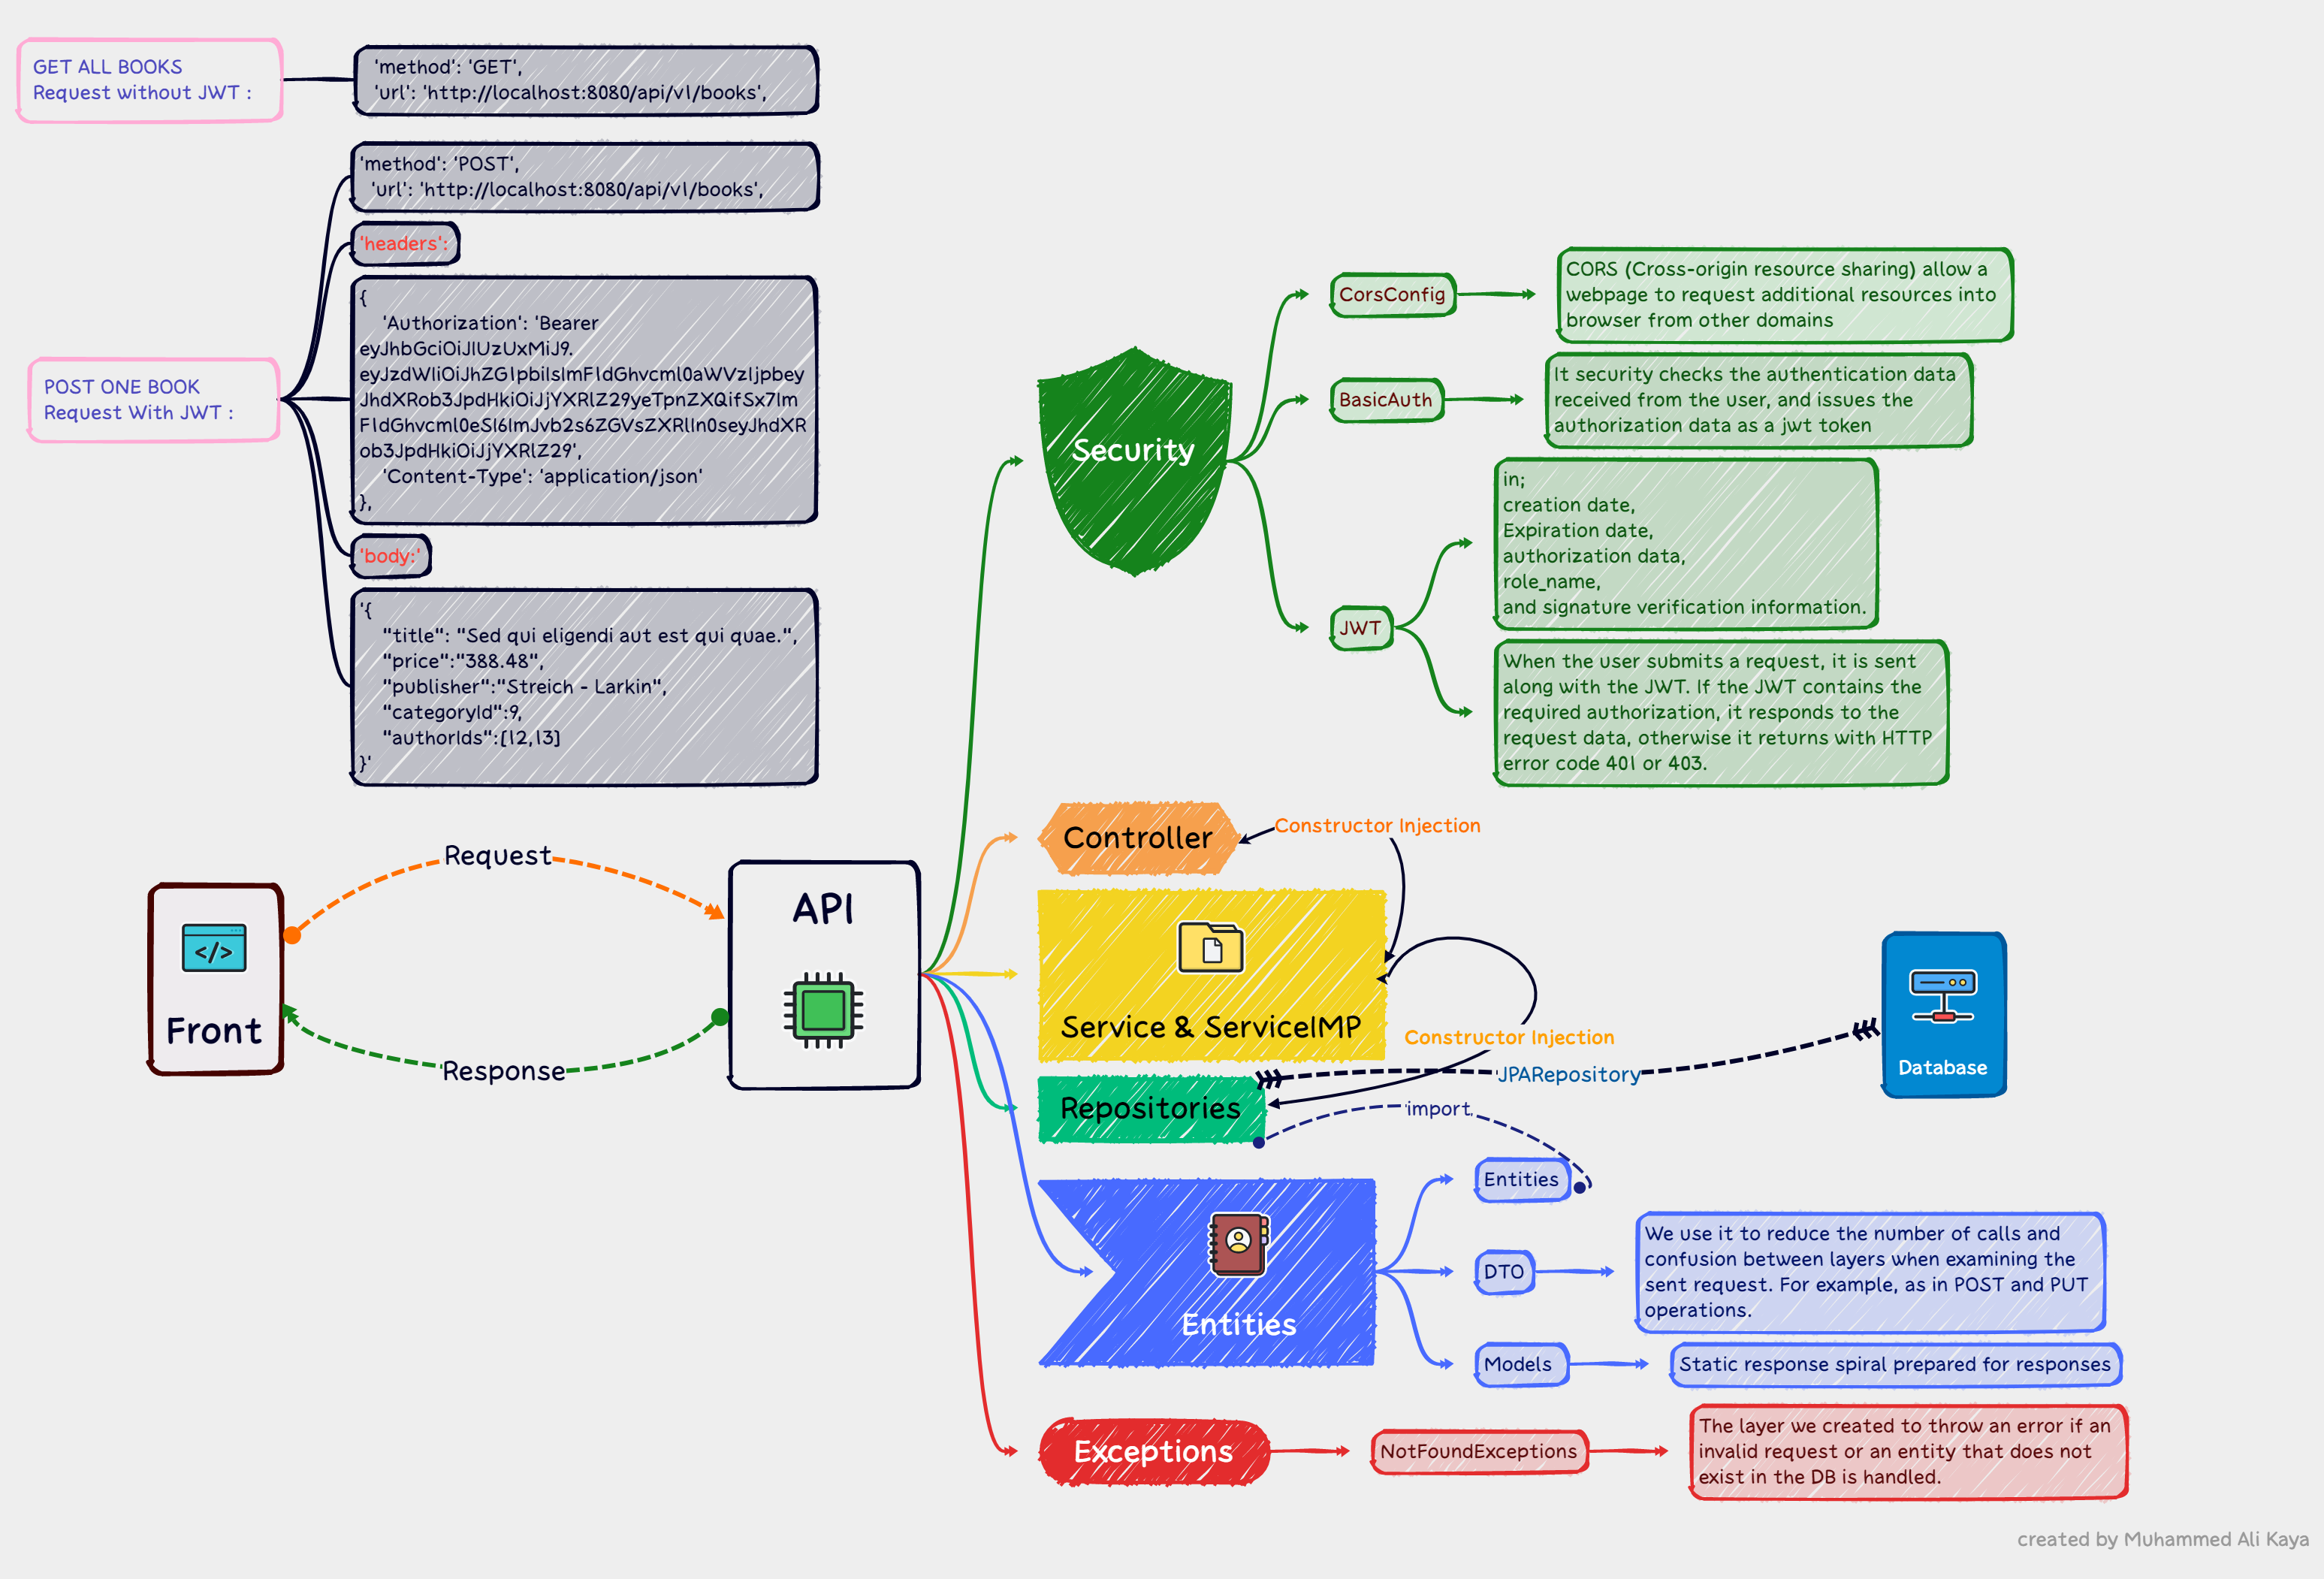 GET ALL BOOKS
Request without JWT :
'method': 'GET',
'url': 'http://localhost:8080/api/v1/books',
'method': 'POST',
'url': 'http://localhost:8080/api/v1/books',
'headers':
{
'Authorization': 'Bearer
eyJhbGciOiJIUzUxMiJ9.
eyJzdWIiOiJhZG1pbiIsImF1dGhvcml0aWVzIjpbey
JhdXRob3JpdHkiOiJjYXRlZ29yeTpnZXQifSx7Im
F1dGhvcml0eSI6ImJvb2s6ZGVsZXRlIn0seyJhdXR
ob3JpdHkiOiJjYXRlZ29',
'Content-Type': 'application/json'
},
POST ONE BOOK
Request With JWT :
'body:'
'{
"title": "Sed qui eligendi aut est qui quae.",
"price":"388.48",
"publisher":"Streich - Larkin",
"categoryId":9,
"authorIds":[12,13]
}'
Request
Front
Response
API
Security
CorsConfig
CORS (Cross-origin resource sharing) allow a
webpage to request additional resources into
browser from other domains
BasicAuth
It security checks the authentication data
received from the user, and issues the
authorization data as a jwt token
JWT
in;
creation date,
Expiration date,
authorization data,
role_name,
and signature verification information.
When the user submits a request, it is sent
along with the JWT. If the JWT contains the
required authorization, it responds to the
request data, otherwise it returns with HTTP
error code 401 or 403.
Controller
Constructor Injection
Service & ServiceIMP
Constructor Injection
Repositories
JPARepository
Database
import
Entities
Entities
DTO
We use it to reduce the number of calls and
confusion between layers when examining the
sent request. For example, as in POST and PUT
operations.
Models
Static response spiral prepared for responses
Exceptions
NotFoundExceptions
The layer we created to throw an error if an
invalid request or an entity that does not
exist in the DB is handled.
created by Muhammed Ali Kaya